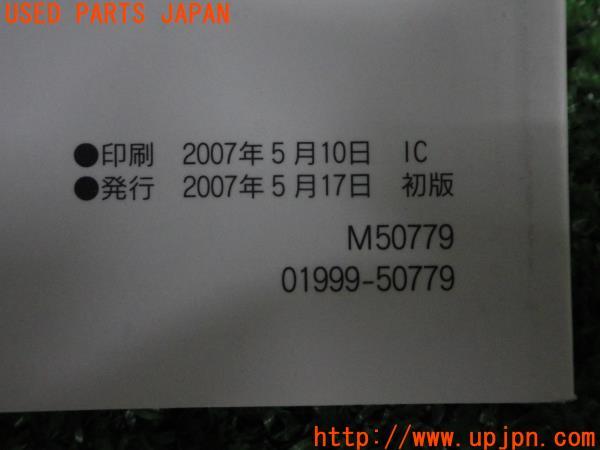 USED PARTS JAPAN
●印刷 2007年5月10日 IC
●発行 2007年5月17日 初版
M50779
01999-50779
http://www.upjpn.com/